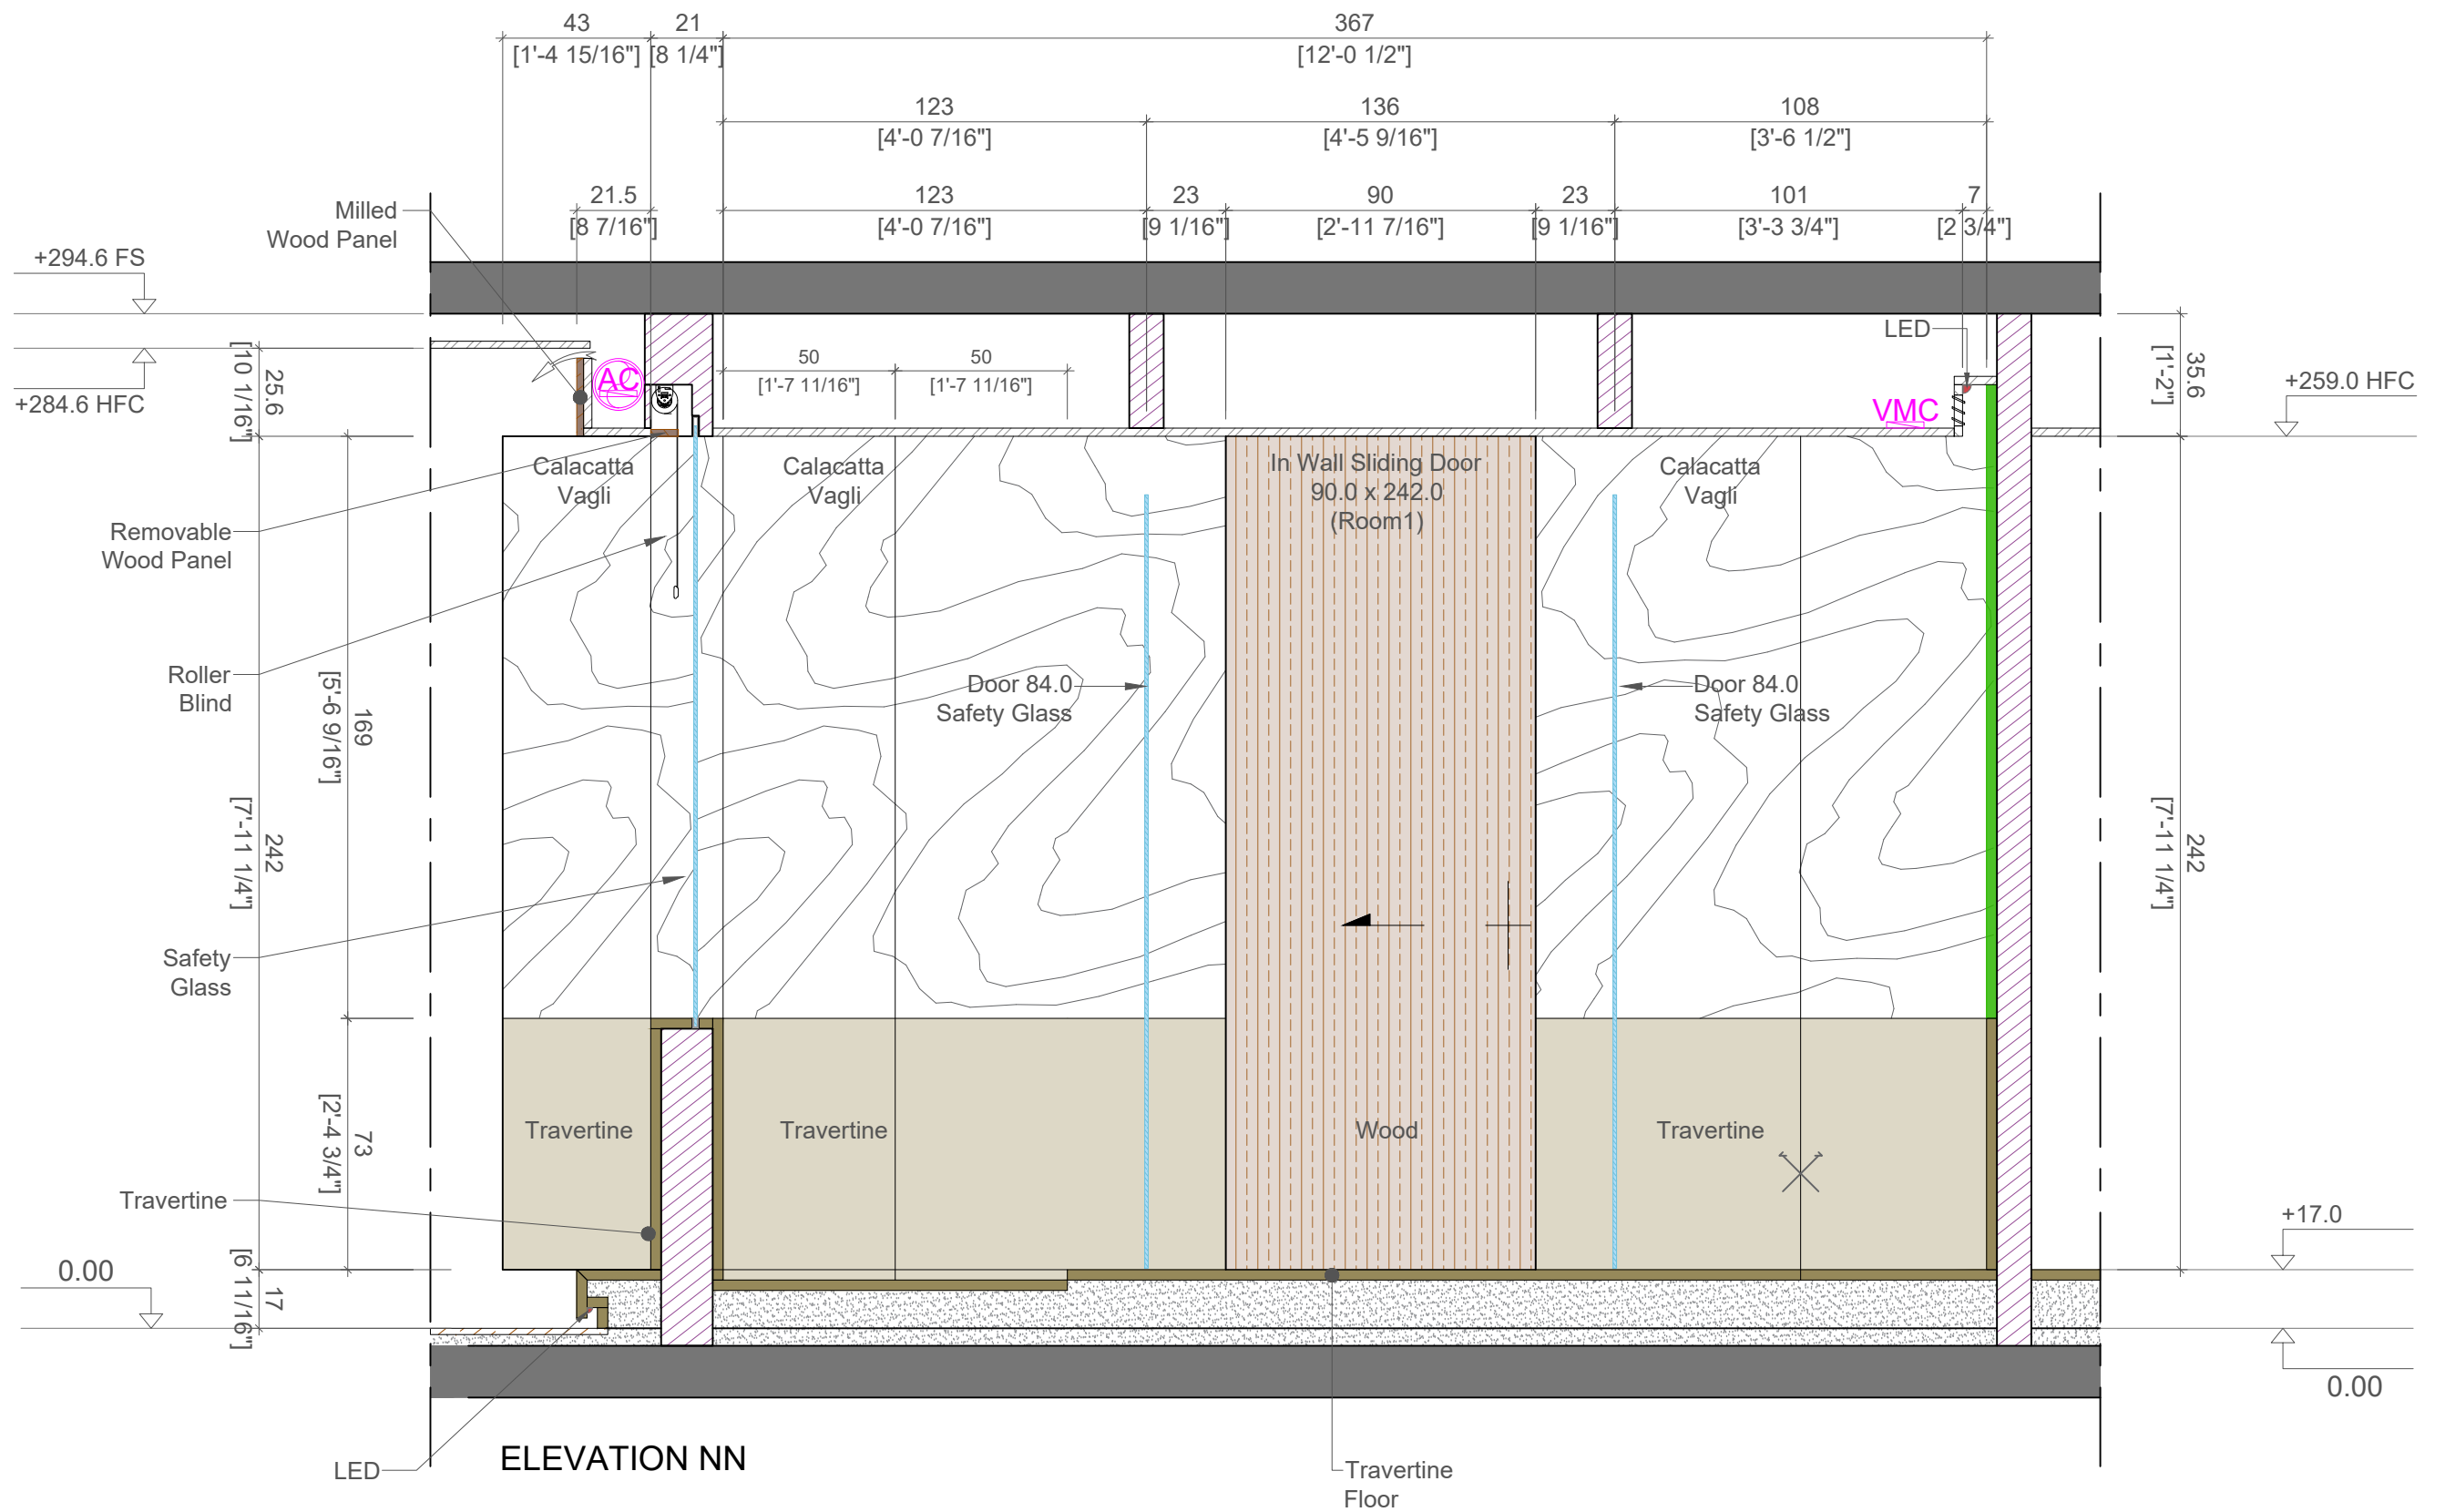 43
21
367
[1'-4 15/16"]
[8 1/4"]
[12'-0 1/2"]
123
136
108
[4'-0 7/16"]
[4'-5 9/16"]
[3'-6 1/2"]
21.5
123
23
90
23
101
7
[8 7/16"]
[4'-0 7/16"]
[9 1/16"]
[2'-11 7/16"]
[9 1/16"]
[3'-3 3/4"]
[2 3/4"]
Milled
Wood Panel
+294.6 FS
+284.6 HFC
25.6
[10 1/16"]
AC
50
50
[1'-7 11/16"]
[1'-7 11/16"]
LED
VMC
35.6
[1'-2"]
+259.0 HFC
Calacatta
Vagli
Calacatta
Vagli
In Wall Sliding Door
90.0 x 242.0
(Room1)
Calacatta
Vagli
Removable
Wood Panel
Roller
Blind
169
[5'-6 9/16"]
Door 84.0
Safety Glass
Door 84.0
Safety Glass
242
[7'-11 1/4"]
242
[7'-11 1/4"]
Safety
Glass
73
[2'-4 3/4"]
Travertine
Travertine
Wood
Travertine
Travertine
+17.0
0.00
17
[6 11/16"]
0.00
LED
ELEVATION NN
Travertine
Floor